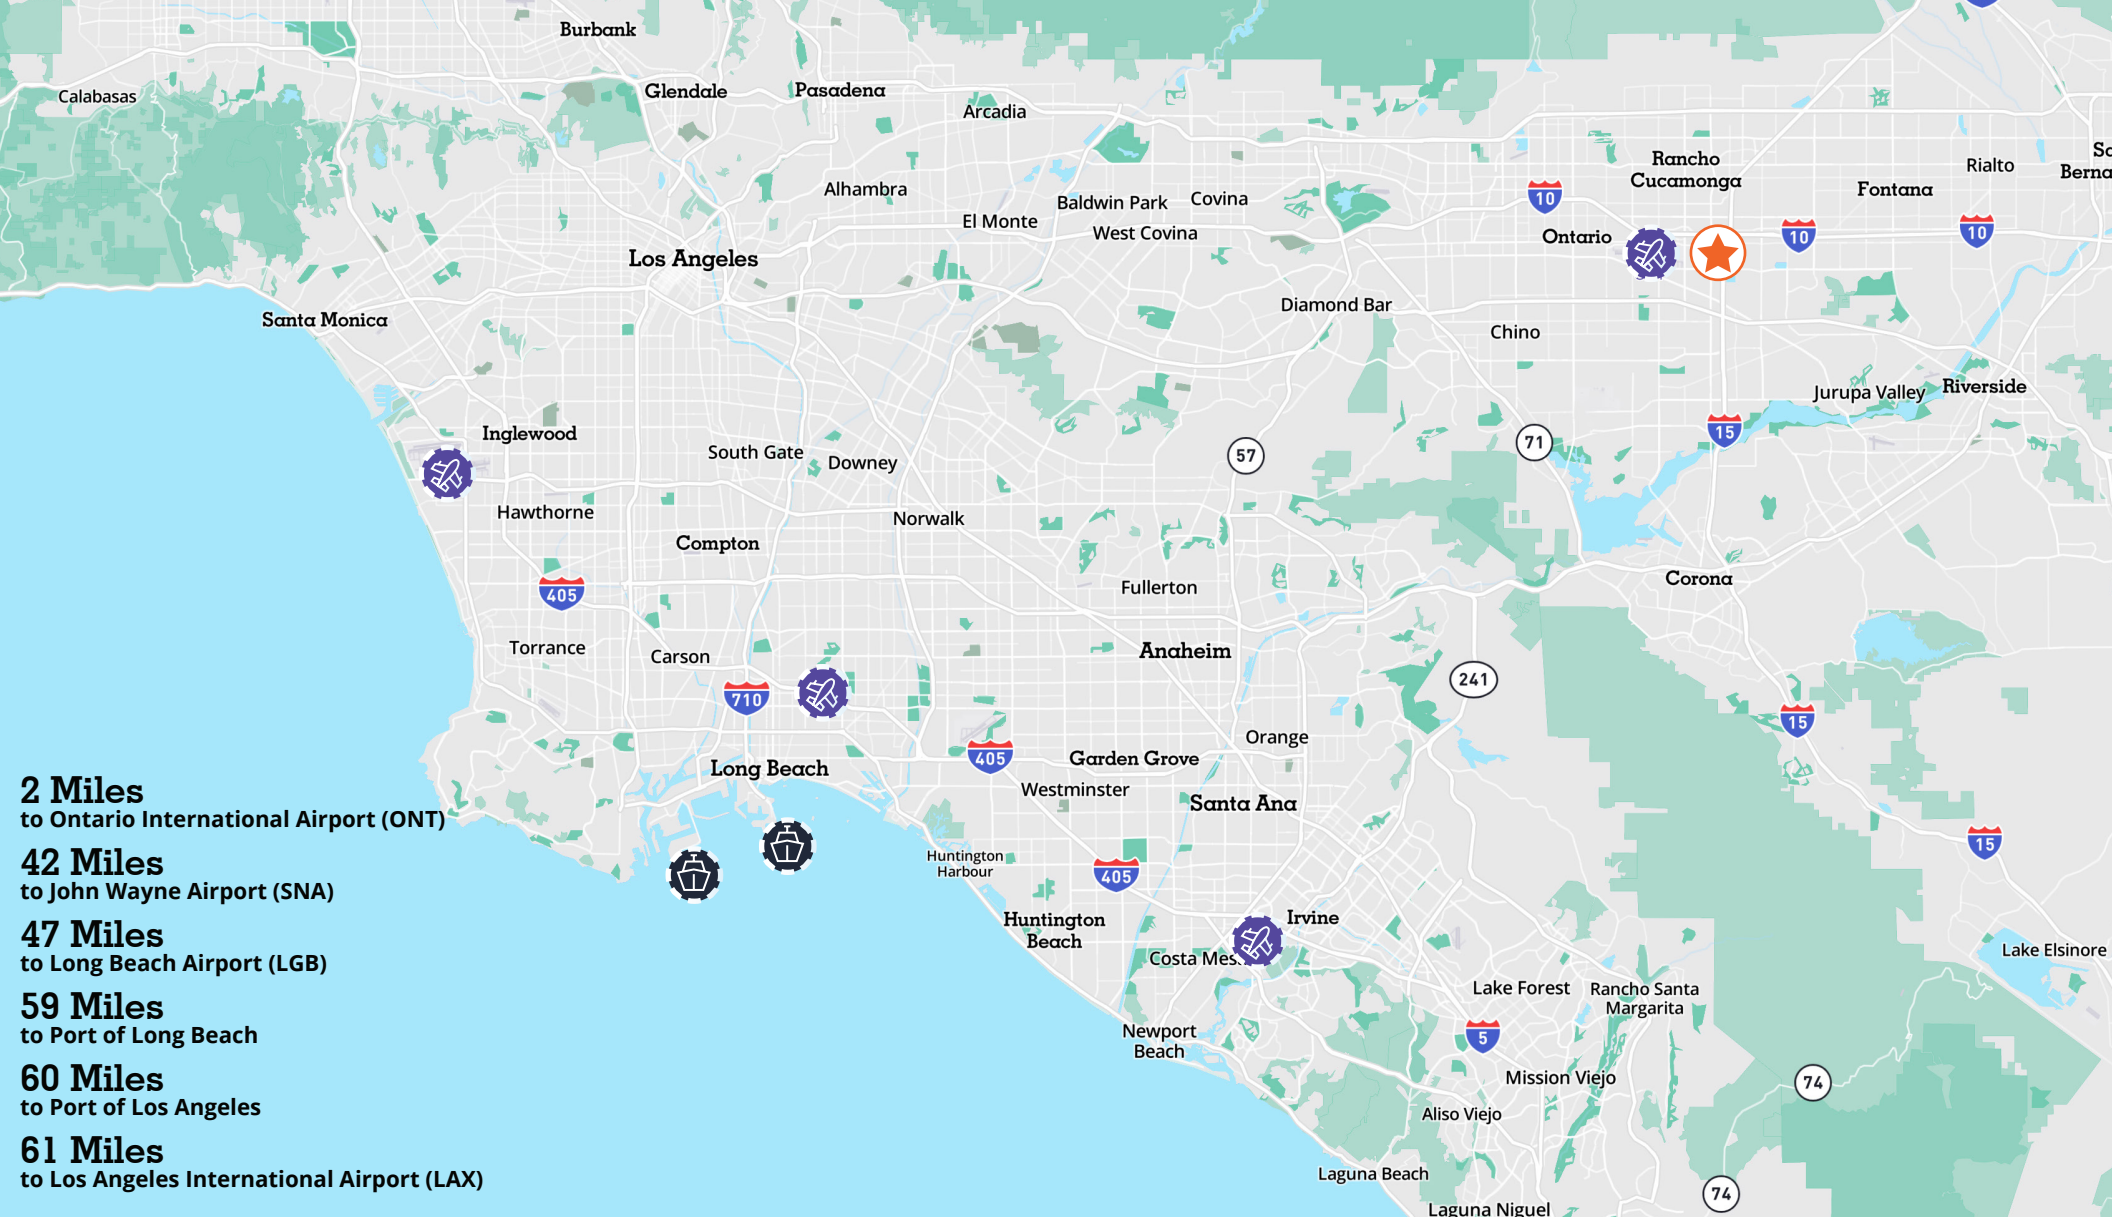 Burbank
Calabasas
Glendale
Pasadena
Arcadia
Alhambra
Baldwin Park
Covina
El Monte
West Covina
Rancho
Cucamonga
Rialto
Fontana
10
Ontario
10
10
Los Angeles
Santa Monica
Diamond Bar
Chino
Jurupa Valley
Riverside
Inglewood
South Gate
Downey
57
71
15
Hawthorne
Norwalk
Compton
405
Fullerton
Corona
Torrance
Carson
Anaheim
241
710
15
405
Garden Grove
Orange
Long Beach
Westminster
Santa Ana
15
Huntington
Harbour
405
Huntington
Beach
Irvine
Costa Mes
Lake Elsinore
Lake Forest
Rancho Santa
Margarita
Newport
Beach
5
Mission Viejo
74
Aliso Viejo
Laguna Beach
74
Laguna Niguel
2 Miles
to Ontario International Airport (ONT)
42 Miles
to John Wayne Airport (SNA)
47 Miles
to Long Beach Airport (LGB)
59 Miles
to Port of Long Beach
60 Miles
to Port of Los Angeles
61 Miles
to Los Angeles International Airport (LAX)